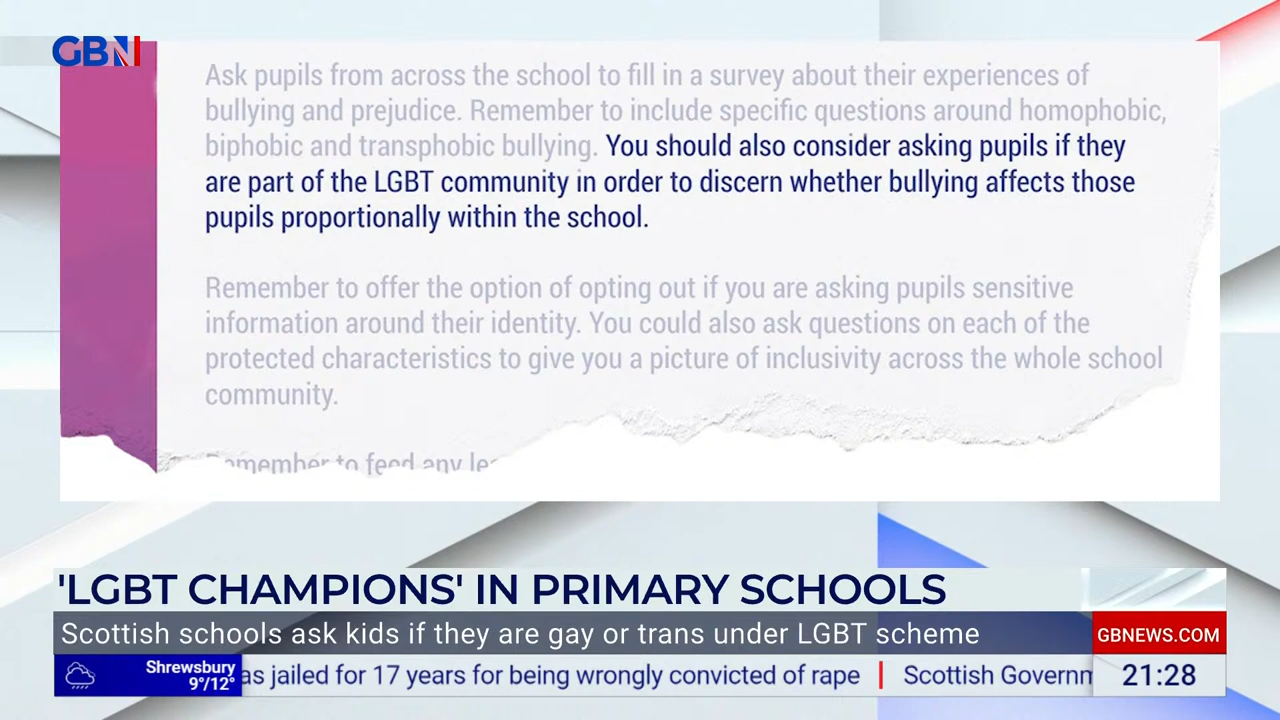 GBN
Ask pupils from across the school to fill in a survey about their experiences of
bullying and prejudice. Remember to include specific questions around homophobic,
biphobic and transphobic bullying. You should also consider asking pupils if they
are part of the LGBT community in order to discern whether bullying affects those
pupils proportionally within the school.
Remember to offer the option of opting out if you are asking pupils sensitive
information around their identity. You could also ask questions on each of the
protected characteristics to give you a picture of inclusivity across the whole school
community.
Remember to feed any
'LGBT CHAMPIONS' IN PRIMARY SCHOOLS
Scottish schools ask kids if they are gay or trans under LGBT scheme
GBNEWS.COM
Shrewsbury
9°/12°
as jailed for 17 years for being wrongly convicted of rape | Scottish
21:28